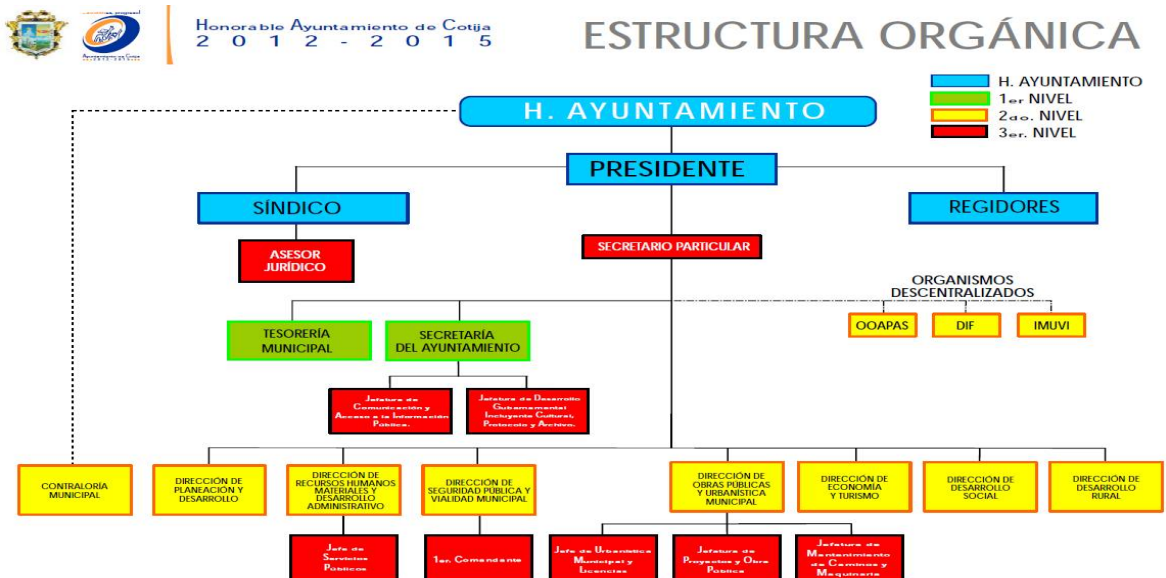 Honorable Ayuntamiento de Cotija
2012-2015
ESTRUCTURA ORGÁNICA
H. AYUNTAMIENTO
1er NIVEL
2do. NIVEL
3er. NIVEL
H. AYUNTAMIENTO
PRESIDENTE
SÍNDICO
REGIDORES
ASESOR
JURÍDICO
SECRETARIO PARTICULAR
ORGANISMOS
DESCENTRALIZADOS
OOAPAS
DIF
IMUVI
TESORERÍA
MUNICIPAL
SECRETARÍA
DEL AYUNTAMIENTO
Jefatura de
Comunicación y
Acceso a la Información
Pública.
Jefatura de Desarrollo
Gubernamental
Incluyente Cultural,
Protocolo y Archivo.
CONTRALORÍA
MUNICIPAL
DIRECCIÓN DE
PLANEACIÓN Y
DESARROLLO
DIRECCIÓN DE
RECURSOS HUMANOS
MATERIALES Y
DESARROLLO
ADMINISTRATIVO
DIRECCIÓN DE
SEGURIDAD PÚBLICA Y
VIALIDAD MUNICIPAL
DIRECCIÓN DE
OBRAS PÚBLICAS
Y URBANÍSTICA
MUNICIPAL
DIRECCIÓN DE
ECONOMÍA
Y TURISMO
DIRECCIÓN DE
DESARROLLO
SOCIAL
DIRECCIÓN DE
DESARROLLO
RURAL
Jefe de
Servicios
Públicos
1er. Comandante
Jefe de Urbanística
Municipal y
Licencias
Jefatura de
Proyectos y Obra
Pública
Jefatura de
Mantenimiento
de Caminos y
Maquinaria